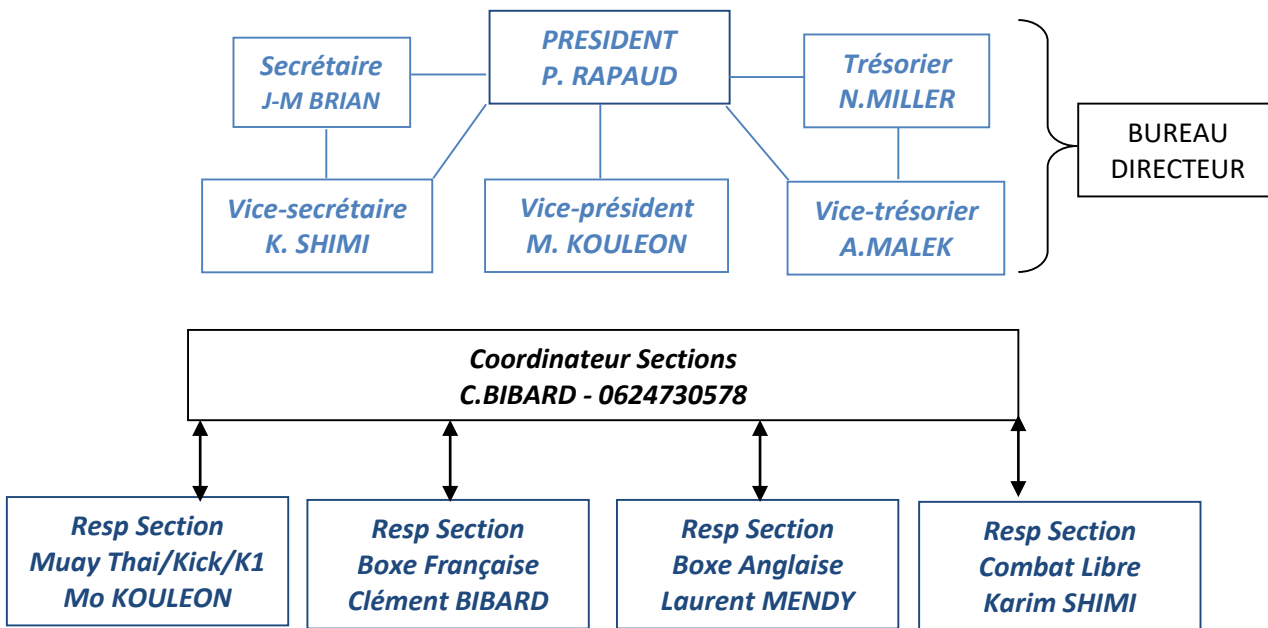 PRESIDENT
P. RAPAUD
Secrétaire
J-M BRIAN
Trésorier
N.MILLER
BUREAU
DIRECTEUR
Vice-secrétaire
K. SHIMI
Vice-président
M. KOULEON
Vice-trésorier
A.MALEK
Coordinateur Sections
C.BIBARD - 0624730578
Resp Section
Muay Thai/Kick/K1
Mo KOULEON
Resp Section
Boxe Française
Clément BIBARD
Resp Section
Boxe Anglaise
Laurent MENDY
Resp Section
Combat Libre
Karim SHIMI